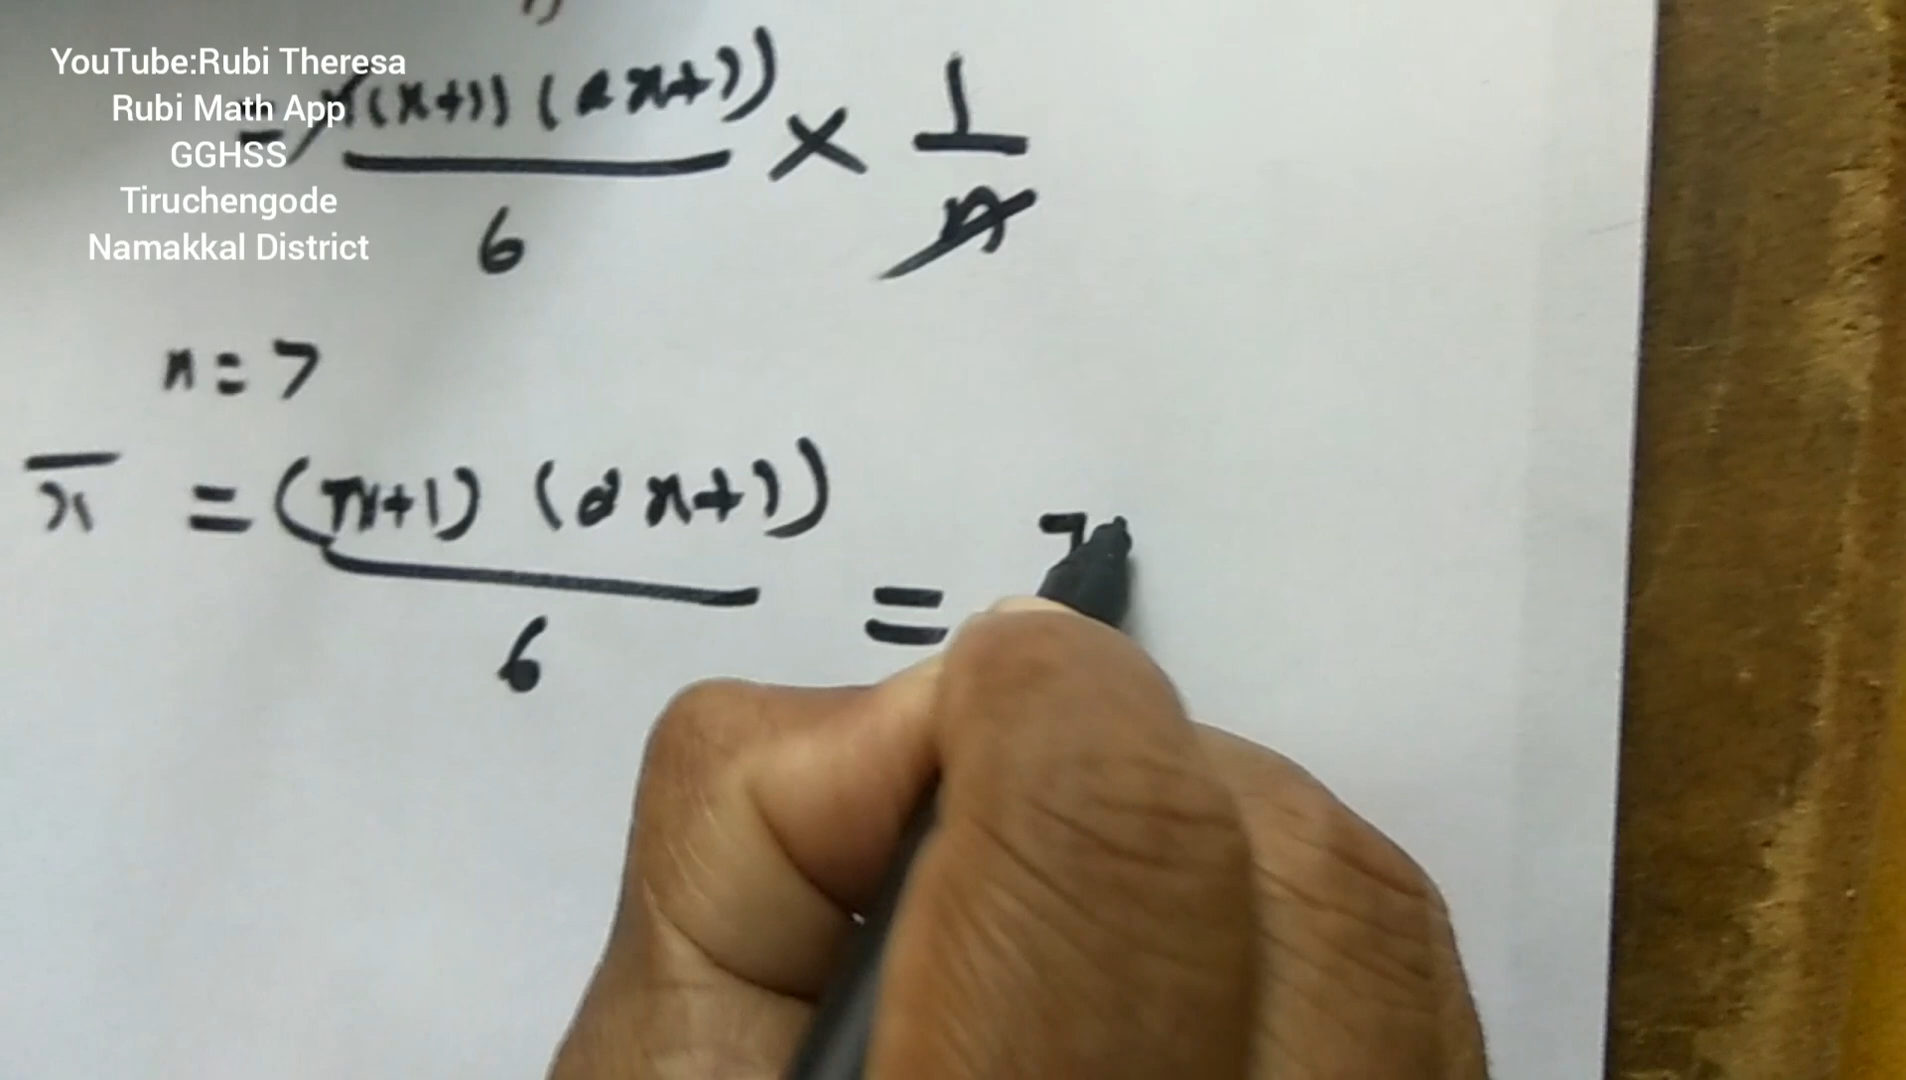 YouTube:Rubi Theresa
Rubi Math App
GGHSS
Tiruchengode
Namakkal District
= n(n+1) (2n+1) / 6 × 1/n
n = 7
x̄ = (n+1) (2n+1) / 6 = 7